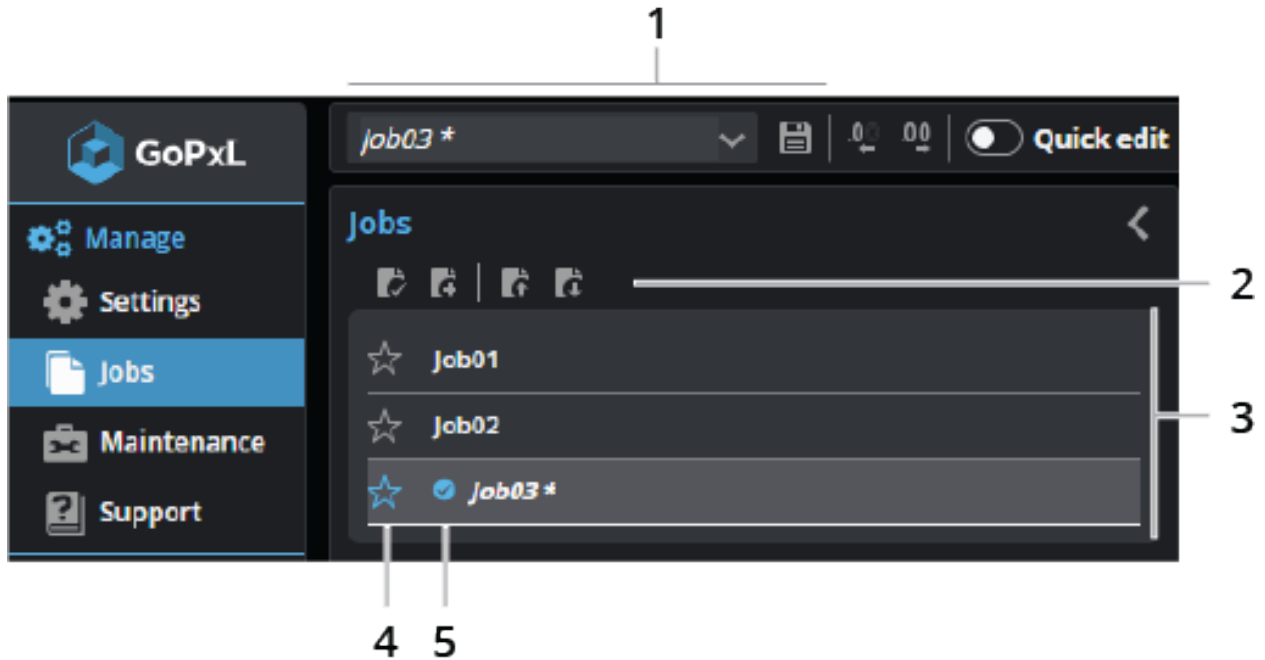 1
Job03 *
Quick edit
GoPxL
Jobs
Manage
Settings
2
Jobs
Job01
Job02
3
Maintenance
Job03 *
Support
4 5